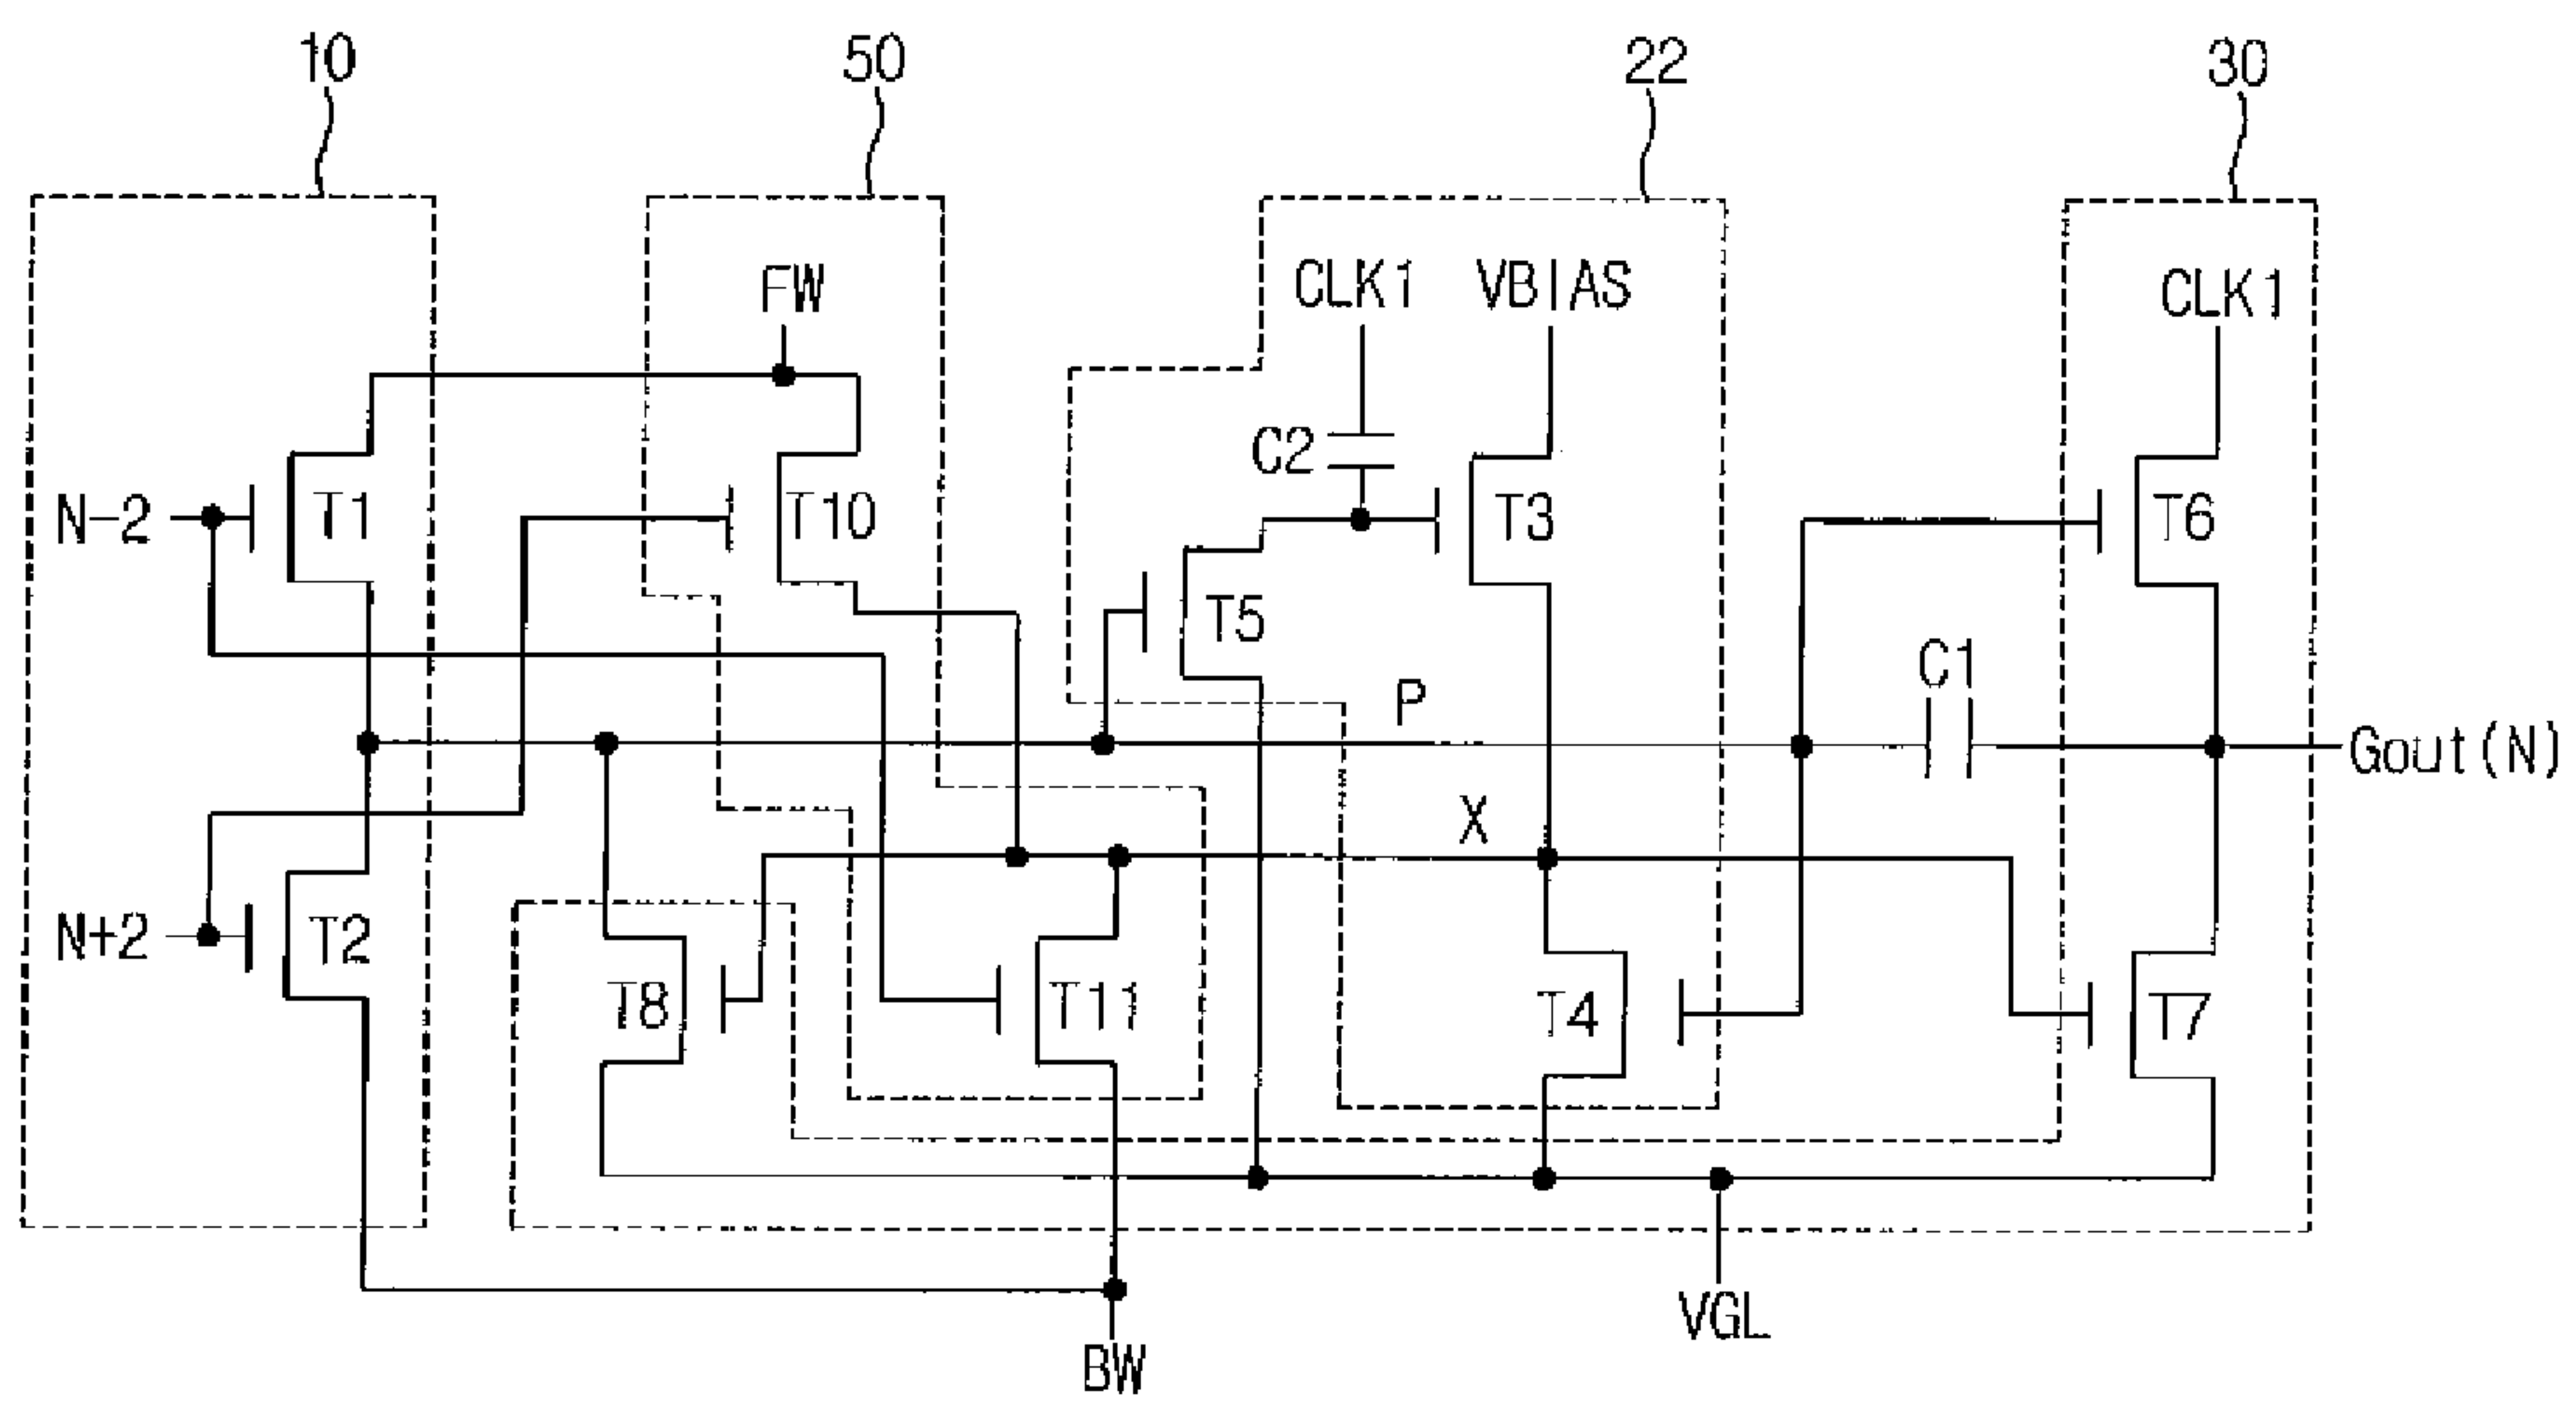 10
50
22
30
FW
CLK1
VBIAS
CLK1
C2
N-2
T1
T10
T3
T6
T5
C1
P
Gout(N)
X
N+2
T2
T8
T11
T4
T7
VGL
BW